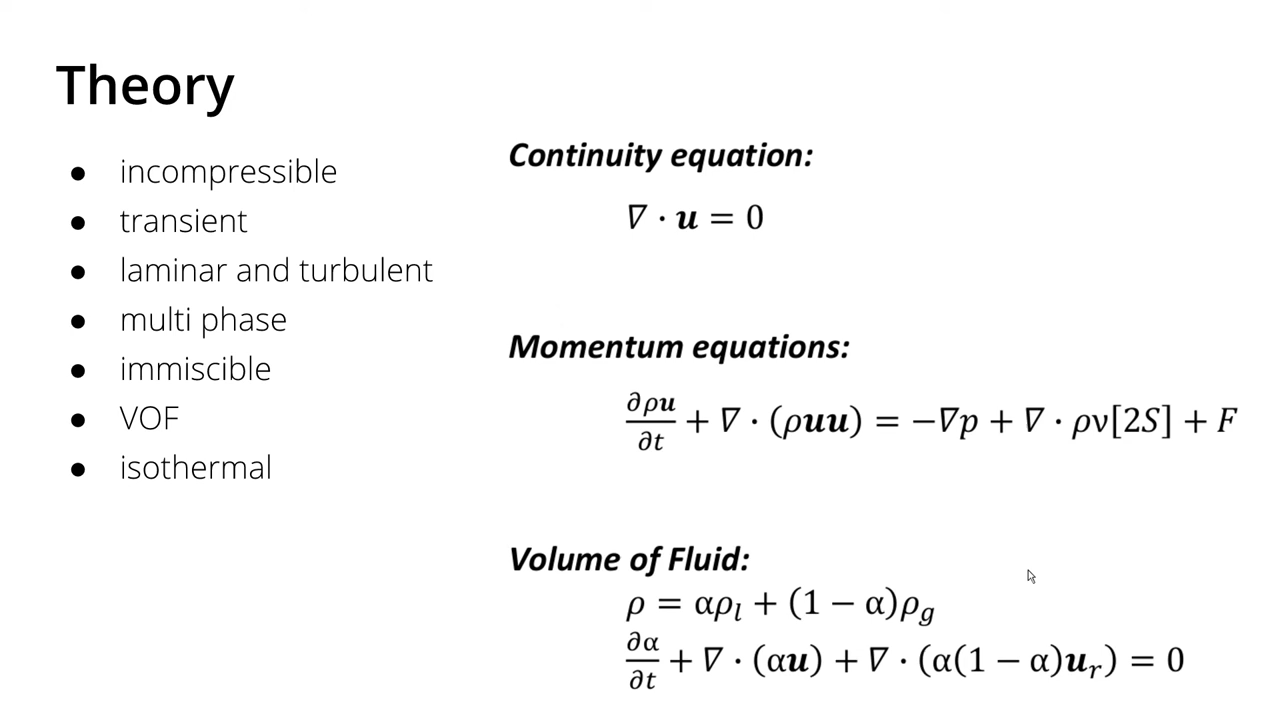 Theory
● incompressible
● transient
● laminar and turbulent
● multi phase
● immiscible
● VOF
● isothermal
Continuity equation:
∇ · u = 0
Momentum equations:
∂ρu/∂t + ∇ · (ρuu) = −∇p + ∇ · ρν[2S] + F
Volume of Fluid:
ρ = αρ_l + (1 − α)ρ_g
∂α/∂t + ∇ · (αu) + ∇ · (α(1 − α)u_r) = 0